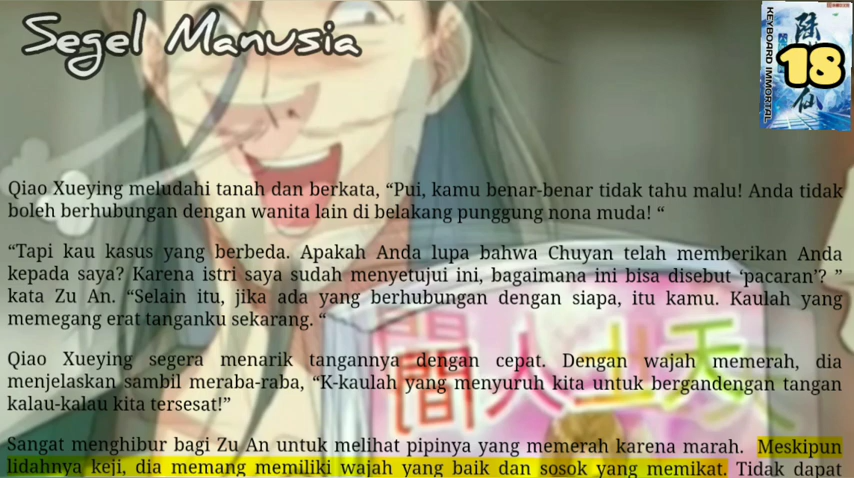 Segel Manusia
KEYBOARD IMMORTAL
18
Qiao Xueying meludahi tanah dan berkata, “Pui, kamu benar-benar tidak tahu malu! Anda tidak
boleh berhubungan dengan wanita lain di belakang punggung nona muda! “
“Tapi kau kasus yang berbeda. Apakah Anda lupa bahwa Chuyan telah memberikan Anda
kepada saya? Karena istri saya sudah menyetujui ini, bagaimana ini bisa disebut ‘pacaran’? ”
kata Zu An. “Selain itu, jika ada yang berhubungan dengan siapa, itu kamu. Kaulah yang
memegang erat tanganku sekarang. “
Qiao Xueying segera menarik tangannya dengan cepat. Dengan wajah memerah, dia
menjelaskan sambil meraba-raba, “K-kaulah yang menyuruh kita untuk bergandengan tangan
kalau-kalau kita tersesat!”
Sangat menghibur bagi Zu An untuk melihat pipinya yang memerah karena marah. Meskipun
lidahnya keji, dia memang memiliki wajah yang baik dan sosok yang memikat. Tidak dapat
間人上天